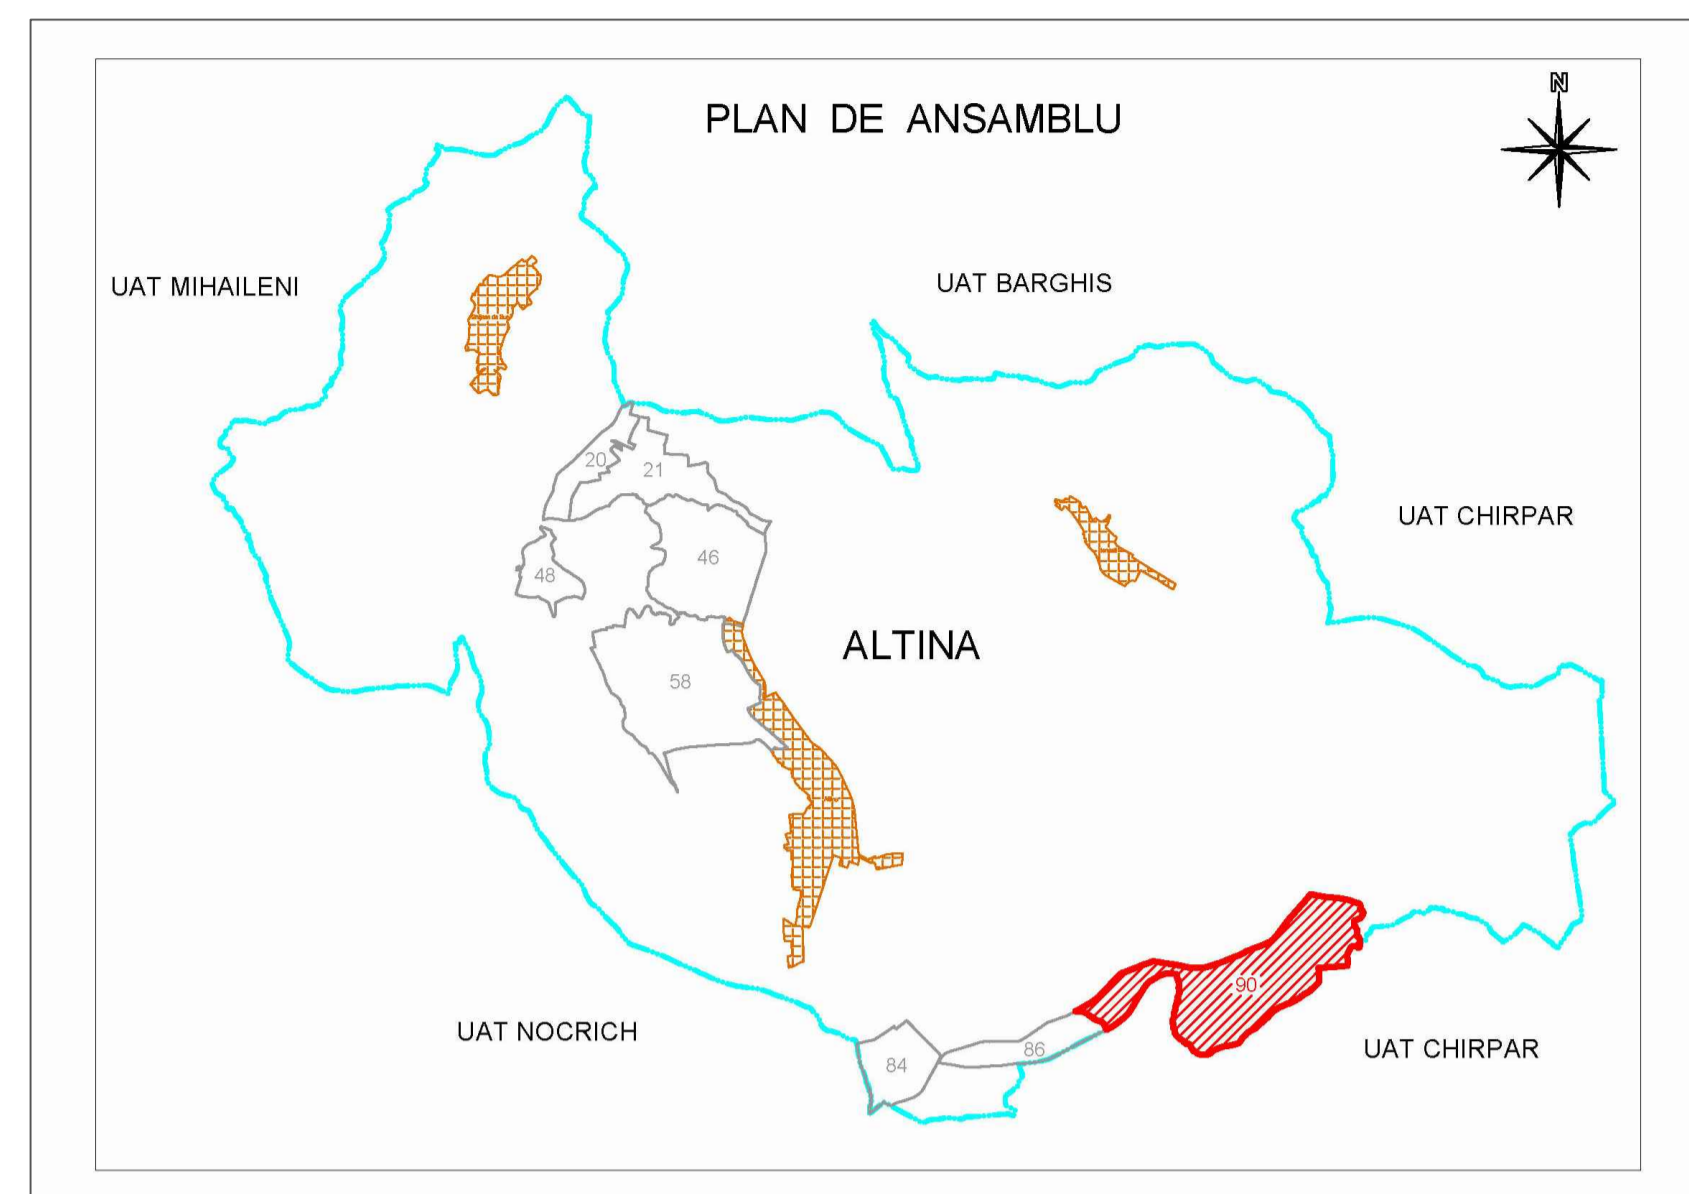 PLAN DE ANSAMBLU
N
UAT MIHAILENI
UAT BARGHIS
20
21
UAT CHIRPAR
46
48
ALTINA
58
90
UAT NOCRICH
86
UAT CHIRPAR
84